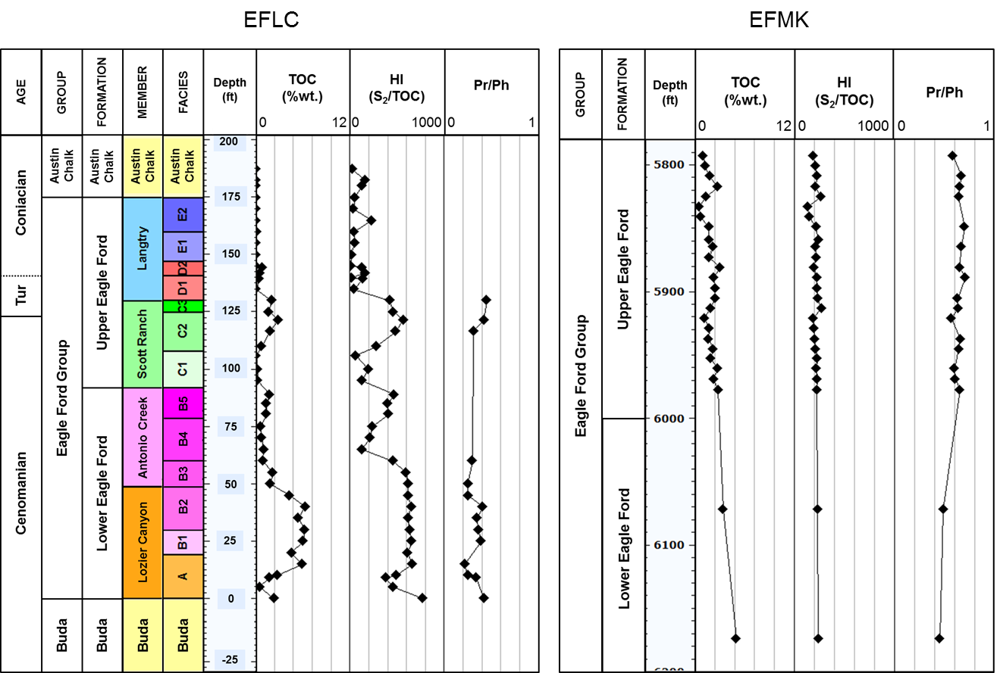 EFLC
EFMK
AGE
GROUP
FORMATION
MEMBER
FACIES
Depth
(ft)
TOC
(%wt.)
0
12
HI
(S₂/TOC)
0
1000
Pr/Ph
0
1
Coniacian
Tur
Cenomanian
Austin
Chalk
Eagle Ford Group
Buda
Austin
Chalk
Upper Eagle Ford
Lower Eagle Ford
Buda
Austin
Chalk
Langtry
Scott Ranch
Antonio Creek
Lozier Canyon
Buda
Austin
Chalk
E2
E1
D2
D1
C3
C2
C1
B5
B4
B3
B2
B1
A
Buda
200
175
150
125
100
75
50
25
0
-25
GROUP
FORMATION
Depth
(ft)
TOC
(%wt.)
0
12
HI
(S₂/TOC)
0
1000
Pr/Ph
0
1
Eagle Ford Group
Upper Eagle Ford
Lower Eagle Ford
5800
5900
6000
6100